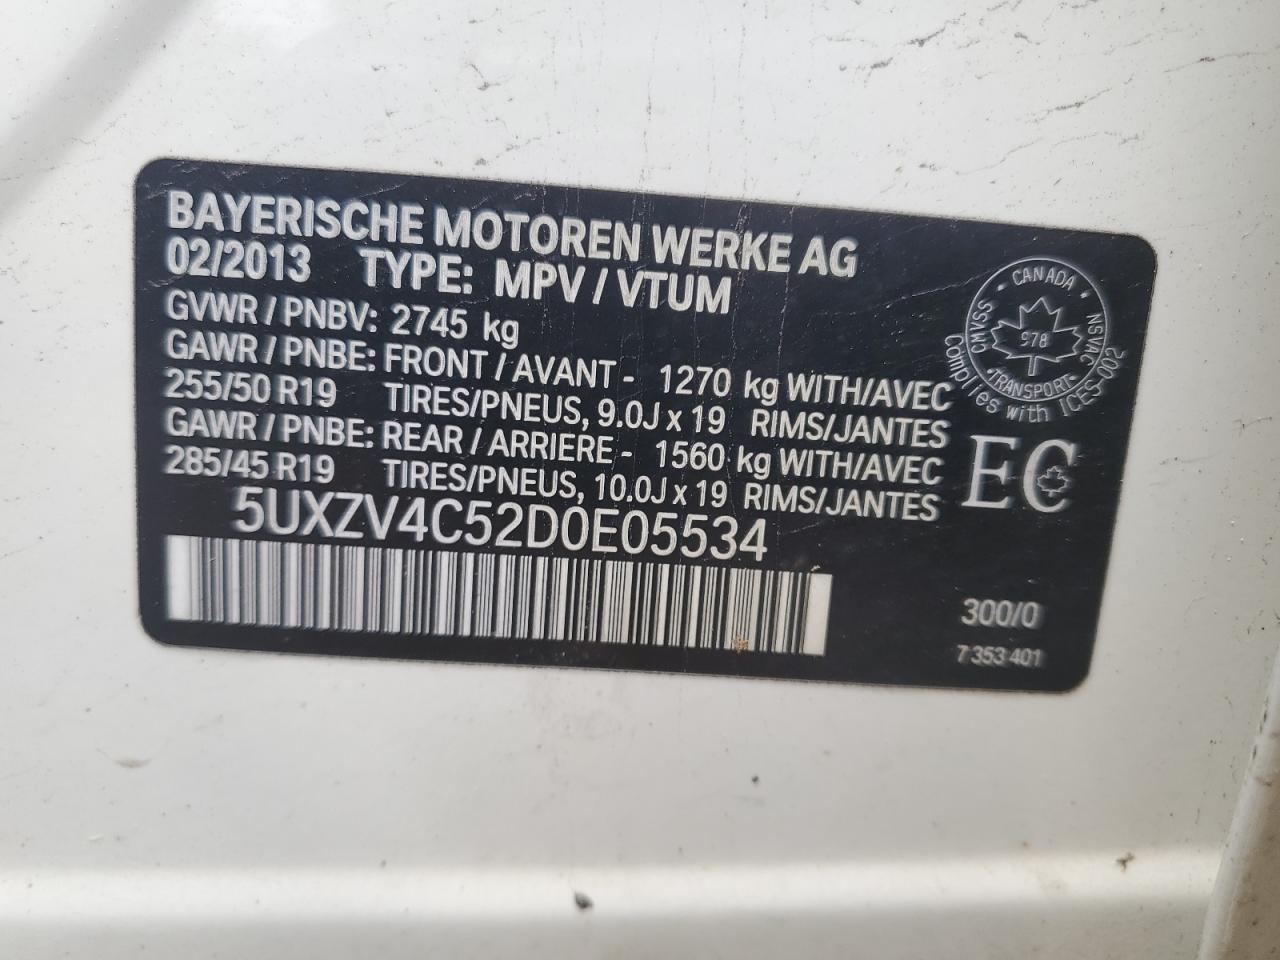 BAYERISCHE MOTOREN WERKE AG
02/2013 TYPE: MPV / VTUM
GVWR / PNBV: 2745 kg
GAWR / PNBE: FRONT / AVANT - 1270 kg WITH/AVEC
255/50 R19 TIRES/PNEUS, 9.0J x 19 RIMS/JANTES
GAWR / PNBE: REAR / ARRIERE - 1560 kg WITH/AVEC
285/45 R19 TIRES/PNEUS, 10.0J x 19 RIMS/JANTES
5UXZV4C52D0E05534
CANADA
CMVSS
NSVAC
978
TRANSPORT
Complies with ICES-002
EC
300/0
7 353 401